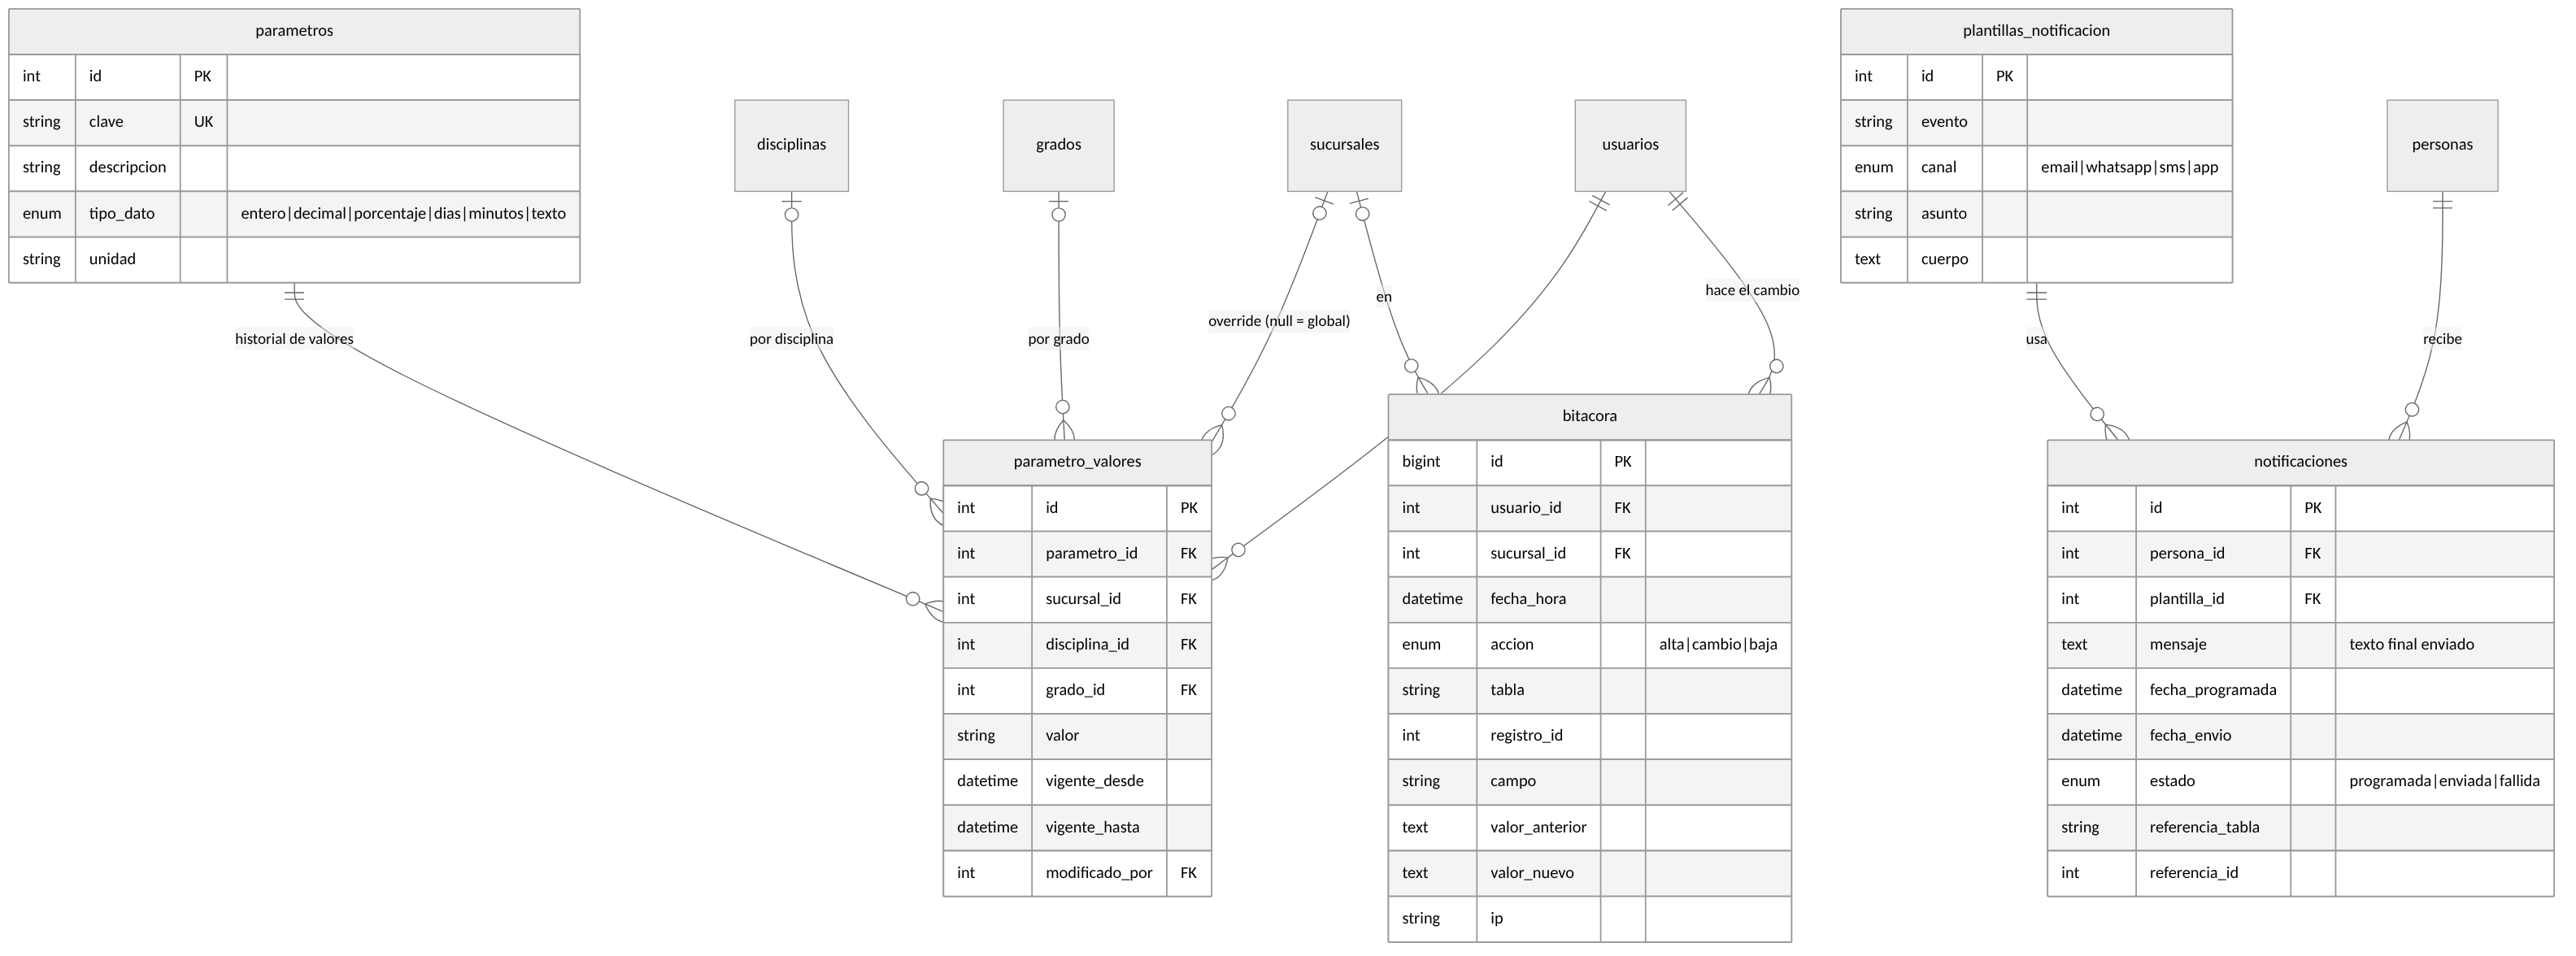 parametros
int id PK
string clave UK
string descripcion
enum tipo_dato entero|decimal|porcentaje|dias|minutos|texto
string unidad
disciplinas
grados
sucursales
usuarios
plantillas_notificacion
int id PK
string evento
enum canal email|whatsapp|sms|app
string asunto
text cuerpo
personas
historial de valores
por disciplina
por grado
override (null = global)
en
hace el cambio
usa
recibe
parametro_valores
int id PK
int parametro_id FK
int sucursal_id FK
int disciplina_id FK
int grado_id FK
string valor
datetime vigente_desde
datetime vigente_hasta
int modificado_por FK
bitacora
bigint id PK
int usuario_id FK
int sucursal_id FK
datetime fecha_hora
enum accion alta|cambio|baja
string tabla
int registro_id
string campo
text valor_anterior
text valor_nuevo
string ip
notificaciones
int id PK
int persona_id FK
int plantilla_id FK
text mensaje texto final enviado
datetime fecha_programada
datetime fecha_envio
enum estado programada|enviada|fallida
string referencia_tabla
int referencia_id